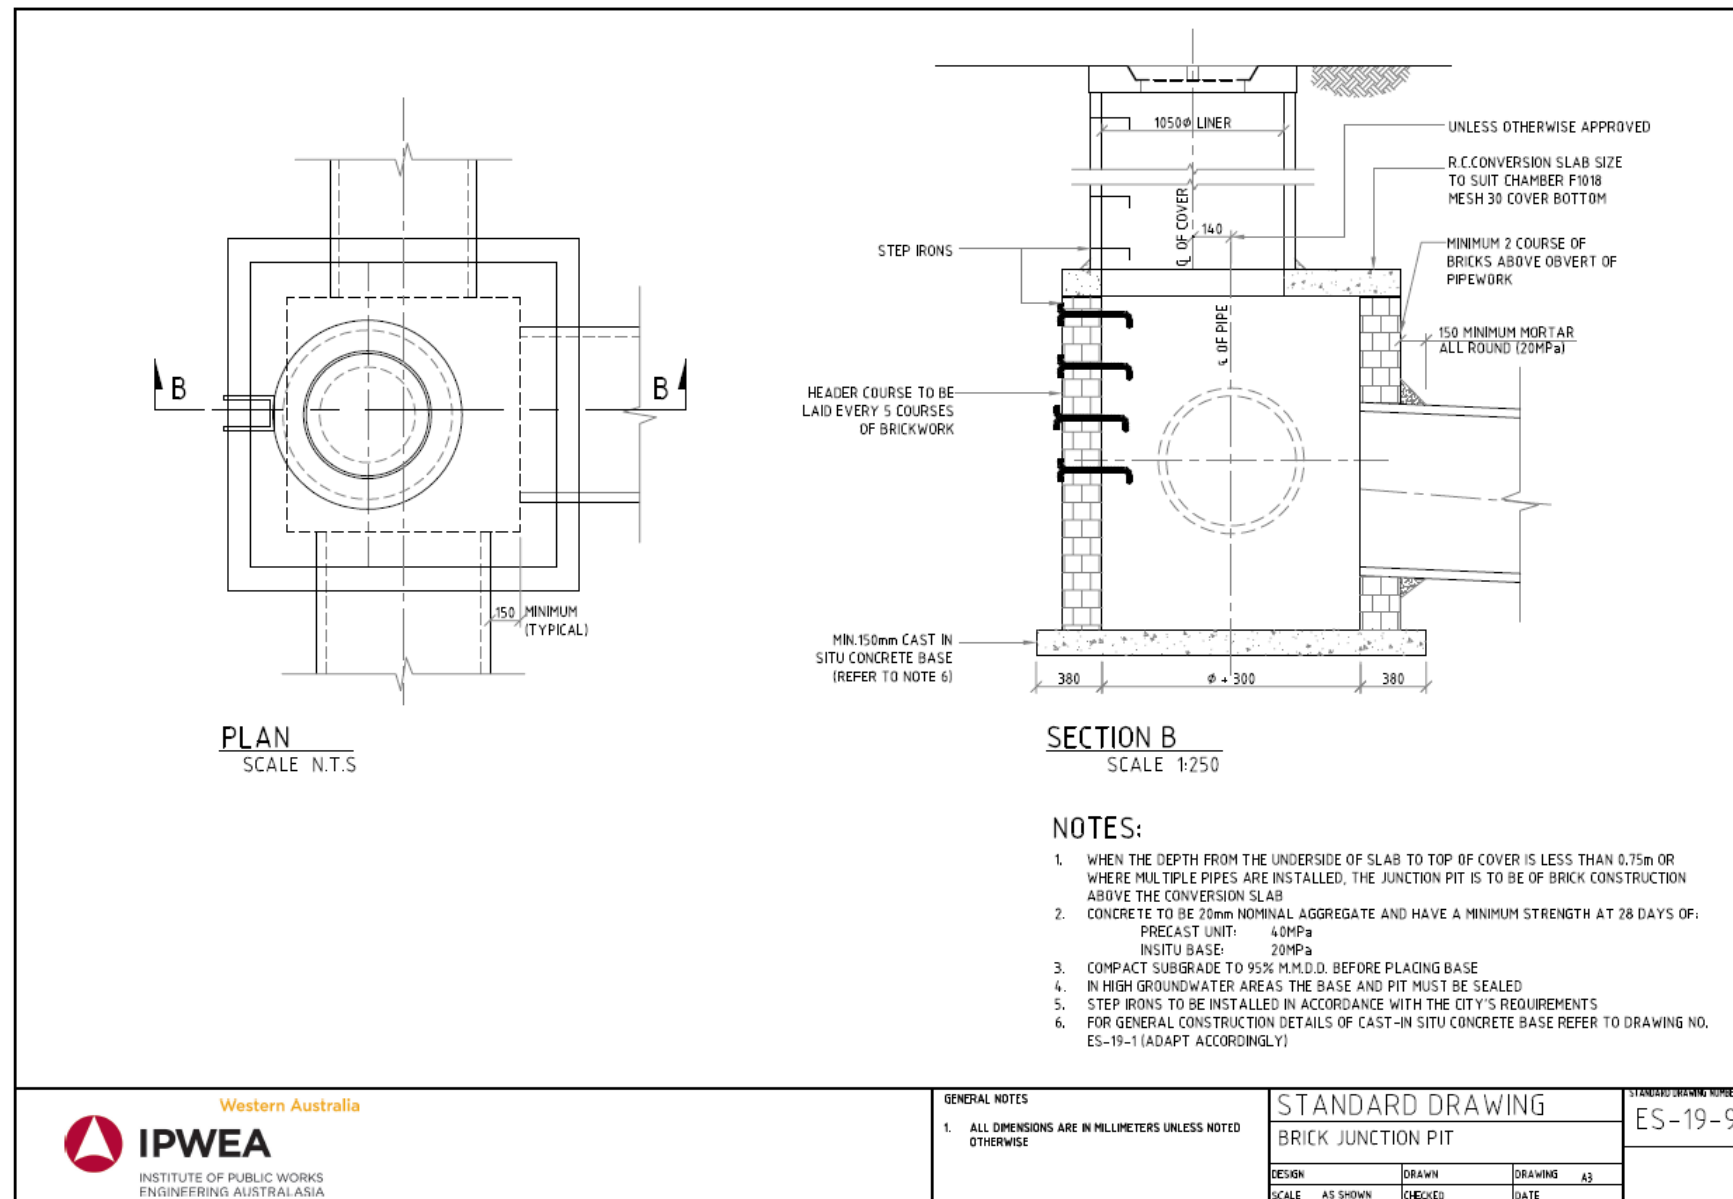 1050ø LINER
UNLESS OTHERWISE APPROVED
R.C.CONVERSION SLAB SIZE
TO SUIT CHAMBER F1018
MESH 30 COVER BOTTOM
℄ OF COVER
140
STEP IRONS
MINIMUM 2 COURSE OF
BRICKS ABOVE OBVERT OF
PIPEWORK
℄ OF PIPE
150 MINIMUM MORTAR
ALL ROUND (20MPa)
B
B
HEADER COURSE TO BE
LAID EVERY 5 COURSES
OF BRICKWORK
150 MINIMUM
(TYPICAL)
MIN.150mm CAST IN
SITU CONCRETE BASE
(REFER TO NOTE 6)
380
ø + 300
380
PLAN
SCALE N.T.S
SECTION B
SCALE 1:250
NOTES:
1. WHEN THE DEPTH FROM THE UNDERSIDE OF SLAB TO TOP OF COVER IS LESS THAN 0.75m OR
WHERE MULTIPLE PIPES ARE INSTALLED, THE JUNCTION PIT IS TO BE OF BRICK CONSTRUCTION
ABOVE THE CONVERSION SLAB
2. CONCRETE TO BE 20mm NOMINAL AGGREGATE AND HAVE A MINIMUM STRENGTH AT 28 DAYS OF:
PRECAST UNIT: 40MPa
INSITU BASE: 20MPa
3. COMPACT SUBGRADE TO 95% M.M.D.D. BEFORE PLACING BASE
4. IN HIGH GROUNDWATER AREAS THE BASE AND PIT MUST BE SEALED
5. STEP IRONS TO BE INSTALLED IN ACCORDANCE WITH THE CITY'S REQUIREMENTS
6. FOR GENERAL CONSTRUCTION DETAILS OF CAST-IN SITU CONCRETE BASE REFER TO DRAWING NO.
ES-19-1 (ADAPT ACCORDINGLY)
Western Australia
IPWEA
INSTITUTE OF PUBLIC WORKS
ENGINEERING AUSTRALASIA
GENERAL NOTES
1. ALL DIMENSIONS ARE IN MILLIMETERS UNLESS NOTED
OTHERWISE
STANDARD DRAWING
BRICK JUNCTION PIT
DESIGN
DRAWN
DRAWING A3
SCALE AS SHOWN
CHECKED
DATE
STANDARD DRAWING NUMBE
ES-19-9